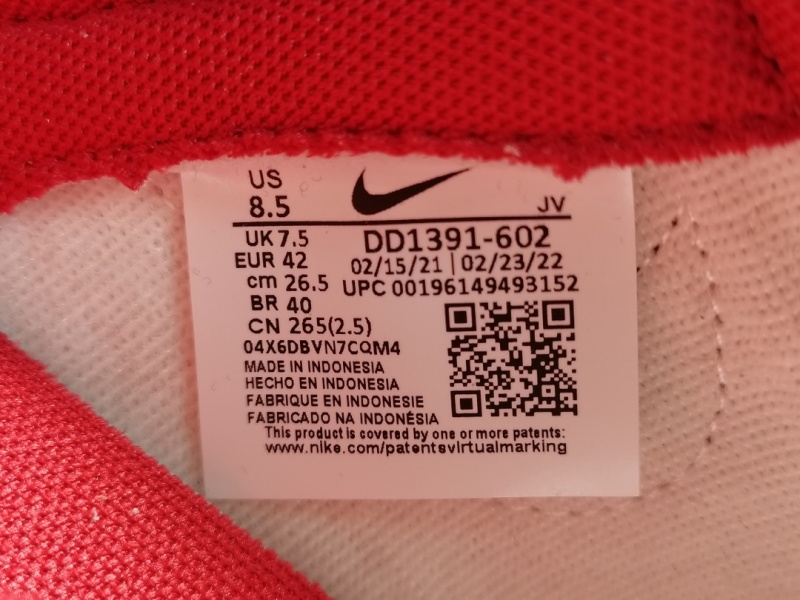 US
8.5
JV
UK 7.5
DD1391-602
EUR 42
02/15/21 | 02/23/22
cm 26.5
UPC 00196149493152
BR 40
CN 265(2.5)
04X6DBVN7CQM4
MADE IN INDONESIA
HECHO EN INDONESIA
FABRIQUE EN INDONESIE
FABRICADO NA INDONÉSIA
This product is covered by one or more patents:
www.nike.com/patentsvirtualmarking